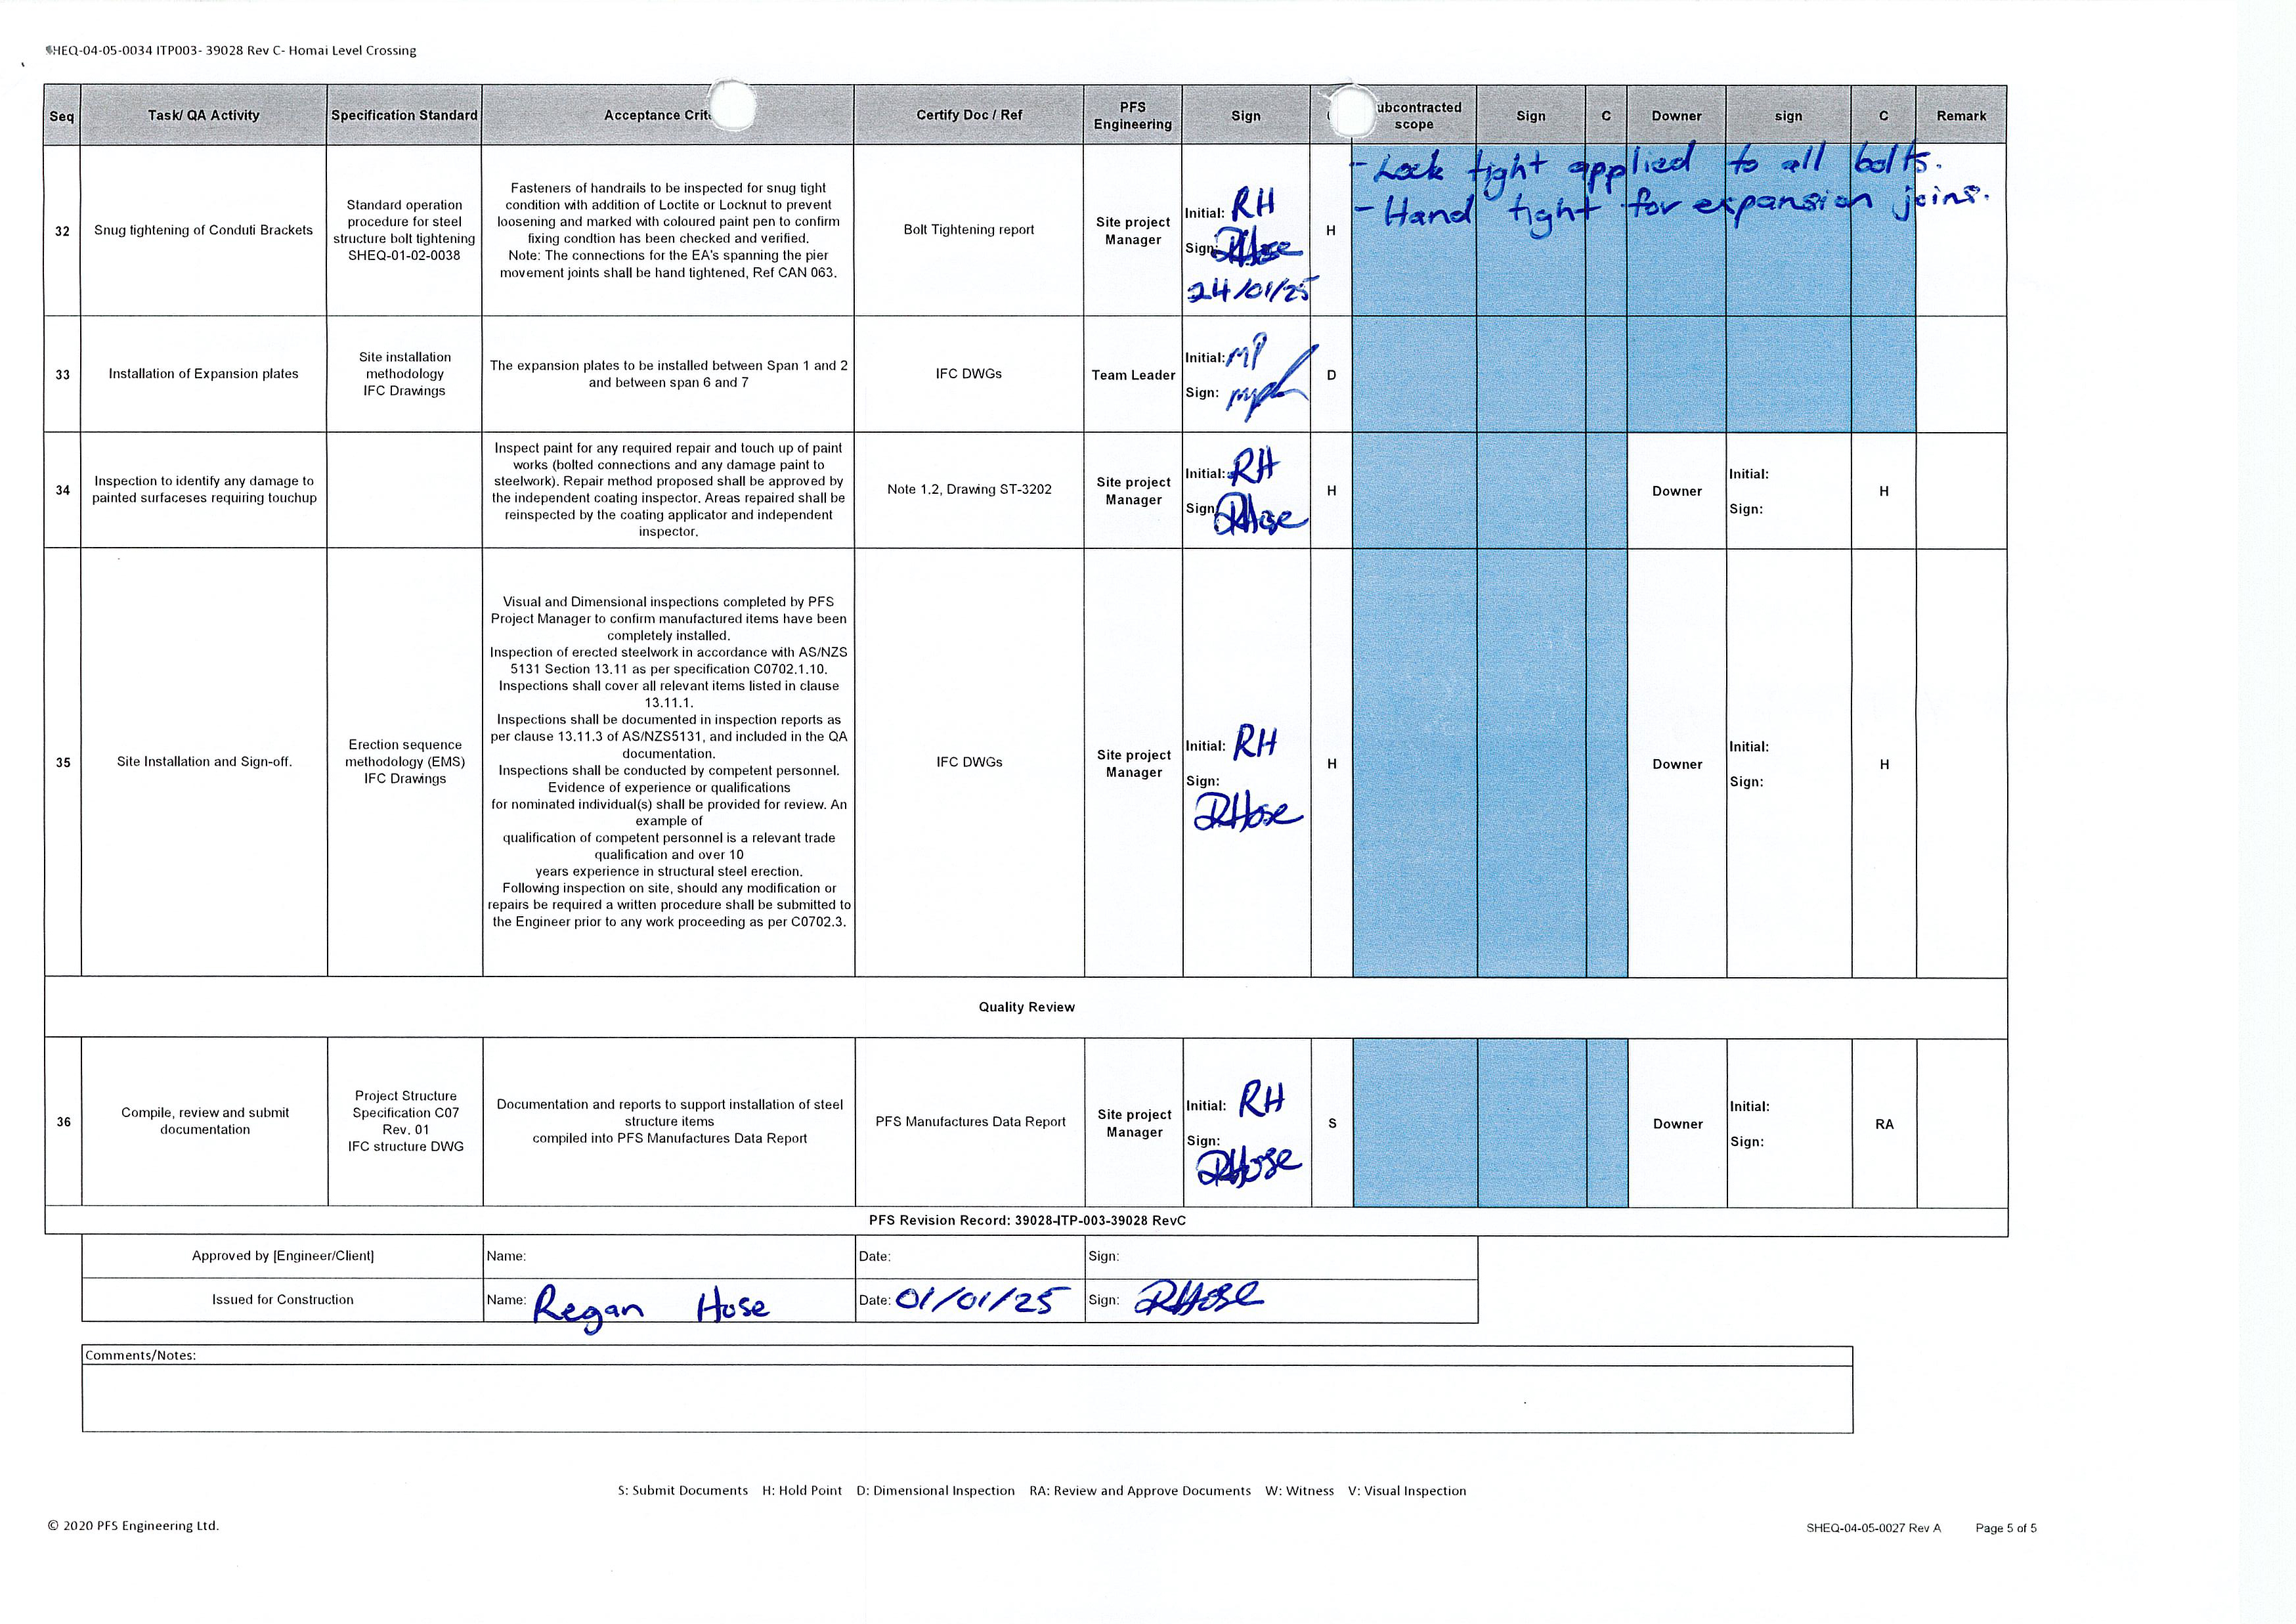 SHEQ-04-05-0034 ITP003- 39028 Rev C- Homai Level Crossing
Seq
Task/ QA Activity
Specification Standard
Acceptance Crit
Certify Doc / Ref
PFS
Engineering
Sign
ubcontracted
scope
Sign
C
Downer
sign
C
Remark
32
Snug tightening of Conduti Brackets
Standard operation
procedure for steel
structure bolt tightening
SHEQ-01-02-0038
Fasteners of handrails to be inspected for snug tight
condition with addition of Loctite or Locknut to prevent
loosening and marked with coloured paint pen to confirm
fixing condtion has been checked and verified.
Note: The connections for the EA's spanning the pier
movement joints shall be hand tightened, Ref CAN 063.
Bolt Tightening report
Site project
Manager
Initial: RH
Sign: RHose
24/01/25
H
- Lock tight applied to all bolts.
- Hand tight for expansion joins.
33
Installation of Expansion plates
Site installation
methodology
IFC Drawings
The expansion plates to be installed between Span 1 and 2
and between span 6 and 7
IFC DWGs
Team Leader
Initial: MP
Sign:
D
34
Inspection to identify any damage to
painted surfaceses requiring touchup
Inspect paint for any required repair and touch up of paint
works (bolted connections and any damage paint to
steelwork). Repair method proposed shall be approved by
the independent coating inspector. Areas repaired shall be
reinspected by the coating applicator and independent
inspector.
Note 1.2, Drawing ST-3202
Site project
Manager
Initial: RH
Sign RHose
H
Downer
Initial:
Sign:
H
35
Site Installation and Sign-off.
Erection sequence
methodology (EMS)
IFC Drawings
Visual and Dimensional inspections completed by PFS
Project Manager to confirm manufactured items have been
completely installed.
Inspection of erected steelwork in accordance with AS/NZS
5131 Section 13.11 as per specification C0702.1.10.
Inspections shall cover all relevant items listed in clause
13.11.1.
Inspections shall be documented in inspection reports as
per clause 13.11.3 of AS/NZS5131, and included in the QA
documentation.
Inspections shall be conducted by competent personnel.
Evidence of experience or qualifications
for nominated individual(s) shall be provided for review. An
example of
qualification of competent personnel is a relevant trade
qualification and over 10
years experience in structural steel erection.
Following inspection on site, should any modification or
repairs be required a written procedure shall be submitted to
the Engineer prior to any work proceeding as per C0702.3.
IFC DWGs
Site project
Manager
Initial: RH
Sign:
RHose
H
Downer
Initial:
Sign:
H
Quality Review
36
Compile, review and submit
documentation
Project Structure
Specification C07
Rev. 01
IFC structure DWG
Documentation and reports to support installation of steel
structure items
compiled into PFS Manufactures Data Report
PFS Manufactures Data Report
Site project
Manager
Initial: RH
Sign:
RHose
S
Downer
Initial:
Sign:
RA
PFS Revision Record: 39028-ITP-003-39028 RevC
Approved by [Engineer/Client]
Name:
Date:
Sign:
Issued for Construction
Name: Regan Hose
Date: 01/01/25
Sign: RHose
Comments/Notes:
S: Submit Documents H: Hold Point D: Dimensional Inspection RA: Review and Approve Documents W: Witness V: Visual Inspection
© 2020 PFS Engineering Ltd.
SHEQ-04-05-0027 Rev A Page 5 of 5